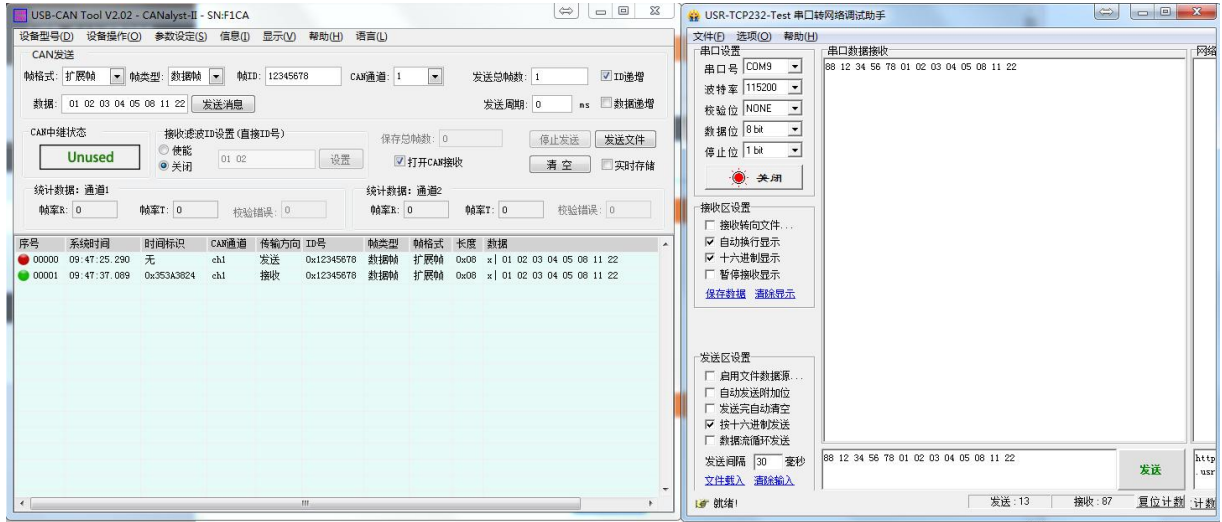 USB-CAN Tool V2.02 - CANalyst-II - SN:F1CA
设备型号(D) 设备操作(O) 参数设定(S) 信息(I) 显示(V) 帮助(H) 语言(L)
CAN发送
帧格式: 扩展帧 帧类型: 数据帧 帧ID: 12345678 CAN通道: 1 发送总帧数: 1 ID递增
数据: 01 02 03 04 05 08 11 22 发送消息 发送周期: 0 ms 数据递增
CAN中继状态 接收滤波ID设置(直接ID号)
Unused 使能 关闭 01 02 设置
保存总帧数: 0 停止发送 发送文件
打开CAN接收 清 空 实时存储
统计数据: 通道1 统计数据: 通道2
帧率R: 0 帧率T: 0 校验错误: 0 帧率R: 0 帧率T: 0 校验错误: 0
序号 系统时间 时间标识 CAN通道 传输方向 ID号 帧类型 帧格式 长度 数据
00000 09:47:25.290 无 ch1 发送 0x12345678 数据帧 扩展帧 0x08 x| 01 02 03 04 05 08 11 22
00001 09:47:37.089 0x353A3824 ch1 接收 0x12345678 数据帧 扩展帧 0x08 x| 01 02 03 04 05 08 11 22
USR-TCP232-Test 串口转网络调试助手
文件(F) 选项(O) 帮助(H)
串口设置
串口号 COM9
波特率 115200
校验位 NONE
数据位 8 bit
停止位 1 bit
关闭
接收区设置
接收转向文件...
自动换行显示
十六进制显示
暂停接收显示
保存数据 清除显示
发送区设置
启用文件数据源...
自动发送附加位
发送完自动清空
按十六进制发送
数据流循环发送
发送间隔 30 毫秒
文件载入 清除输入
串口数据接收
88 12 34 56 78 01 02 03 04 05 08 11 22
88 12 34 56 78 01 02 03 04 05 08 11 22
发送
网络
http
.usr
就绪! 发送:13 接收:87 复位计数 计数